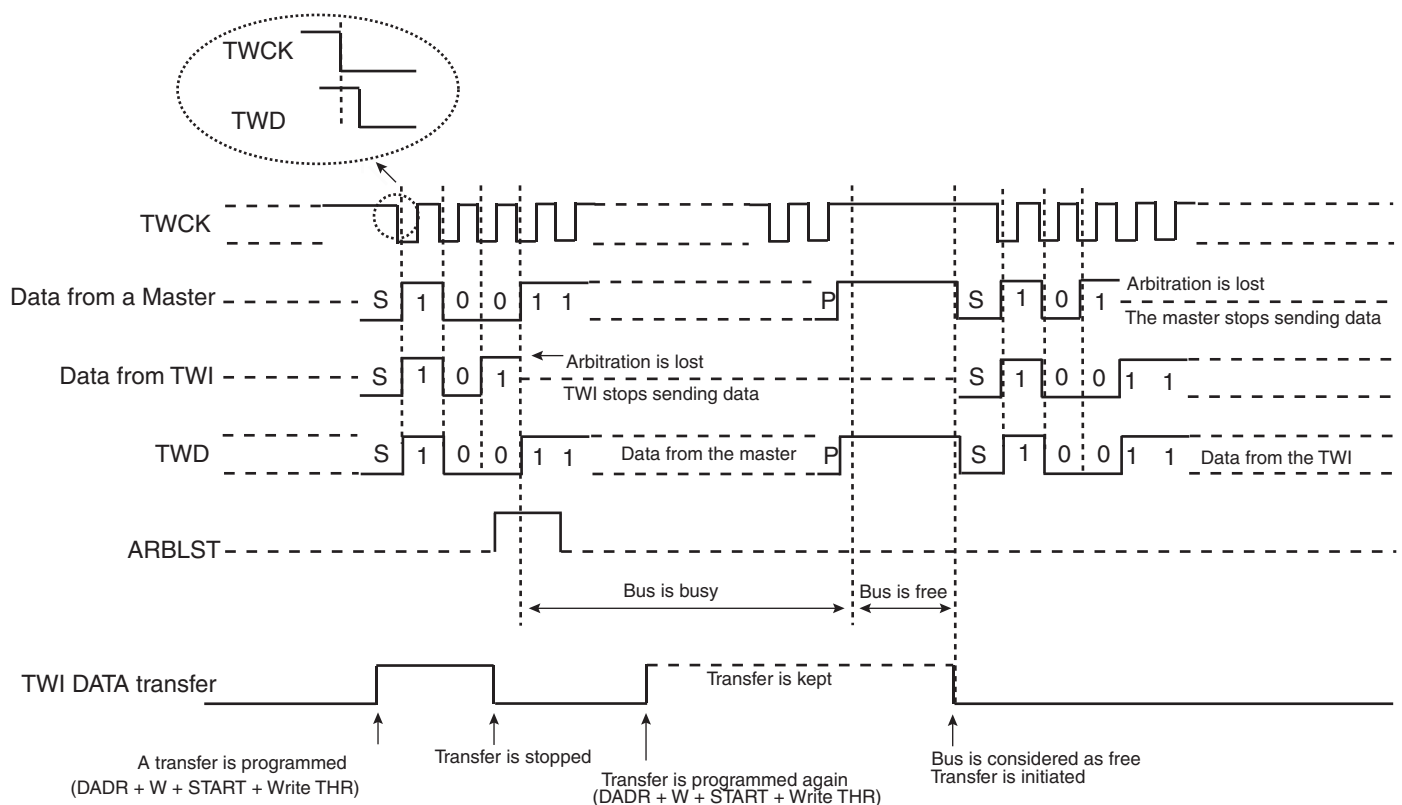 TWCK
TWD
TWCK
Data from a Master
S 1 0 0 1 1
P
S 1 0 1
Arbitration is lost
The master stops sending data
Data from TWI
S 1 0 1
Arbitration is lost
TWI stops sending data
S 1 0 0 1 1
TWD
S 1 0 0 1 1
Data from the master
P
S 1 0 0 1 1
Data from the TWI
ARBLST
Bus is busy
Bus is free
TWI DATA transfer
Transfer is kept
A transfer is programmed
(DADR + W + START + Write THR)
Transfer is stopped
Transfer is programmed again
(DADR + W + START + Write THR)
Bus is considered as free
Transfer is initiated